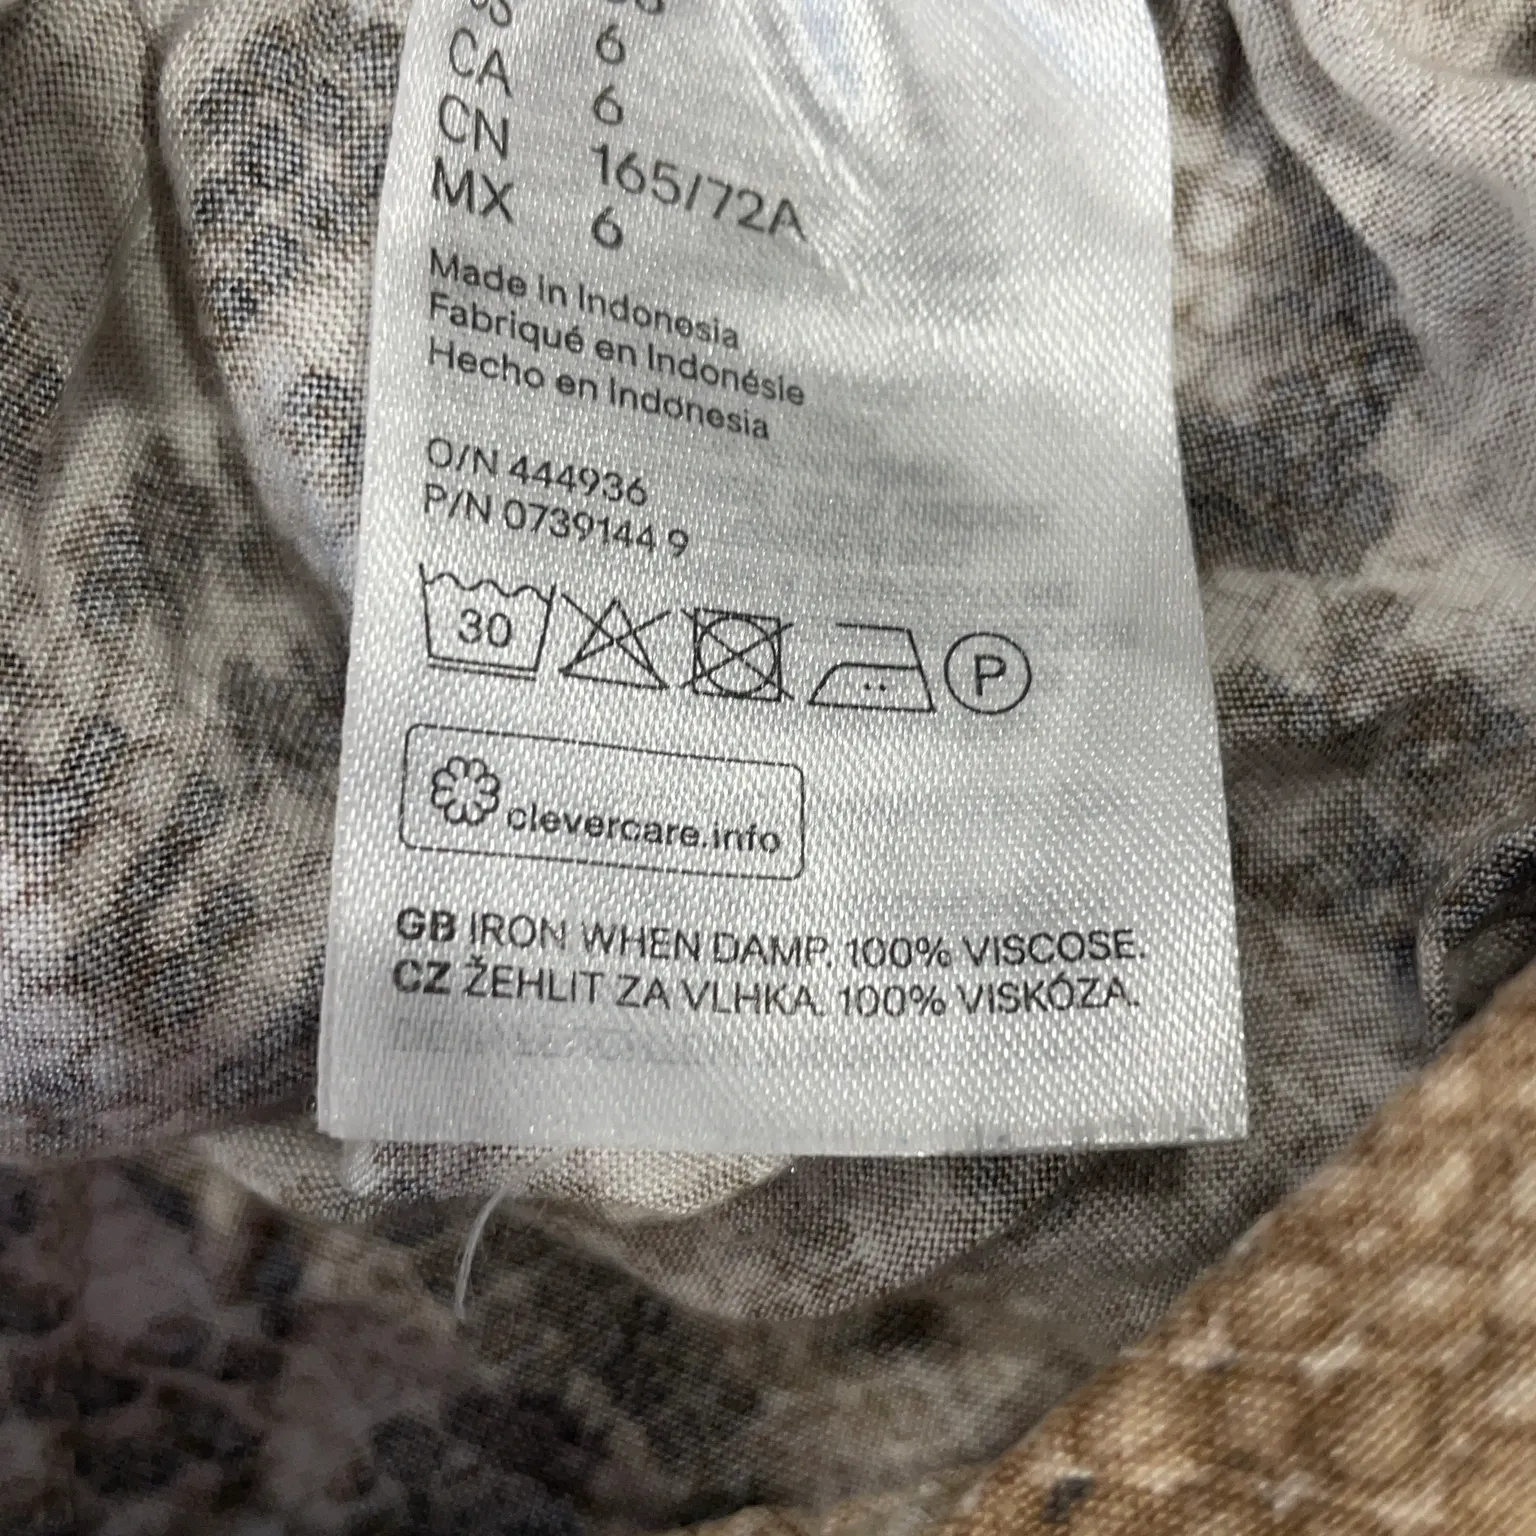 6
CA 6
CN 165/72A
MX 6
Made in Indonesia
Fabriqué en Indonésie
Hecho en Indonesia
O/N 444936
P/N 0739144 9
30
P
clevercare.info
GB IRON WHEN DAMP. 100% VISCOSE.
CZ ŽEHLIT ZA VLHKA. 100% VISKÓZA.